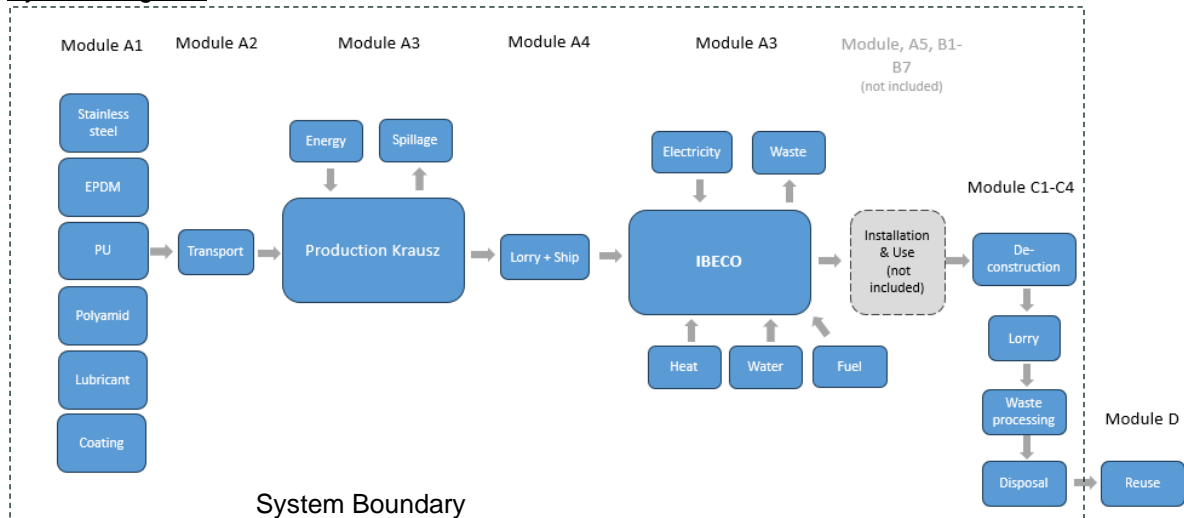 Module A1
Module A2
Module A3
Module A4
Module A3
Module, A5, B1-
B7
(not included)
Stainless
steel
EPDM
PU
Polyamid
Lubricant
Coating
Transport
Energy
Spillage
Production Krausz
Lorry + Ship
Electricity
Waste
IBECO
Heat
Water
Fuel
Installation
& Use
(not
included)
Module C1-C4
De-
construction
Lorry
Waste
processing
Disposal
Module D
Reuse
System Boundary